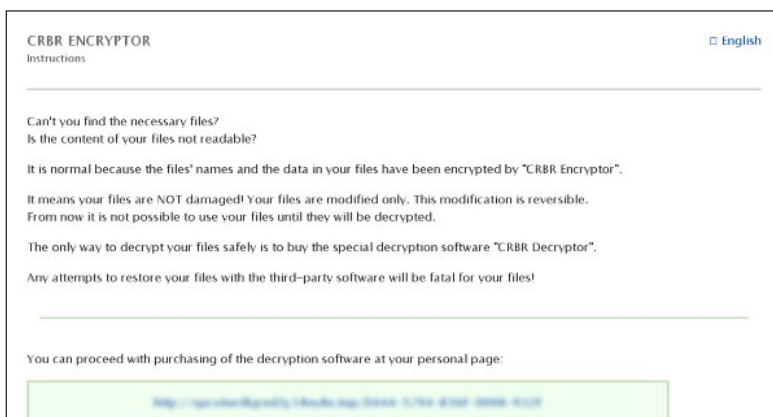 CRBR ENCRYPTOR
□ English
Instructions
Can't you find the necessary files?
Is the content of your files not readable?
It is normal because the files' names and the data in your files have been encrypted by "CRBR Encryptor".
It means your files are NOT damaged! Your files are modified only. This modification is reversible.
From now it is not possible to use your files until they will be decrypted.
The only way to decrypt your files safely is to buy the special decryption software "CRBR Decryptor".
Any attempts to restore your files with the third-party software will be fatal for your files!
You can proceed with purchasing of the decryption software at your personal page: